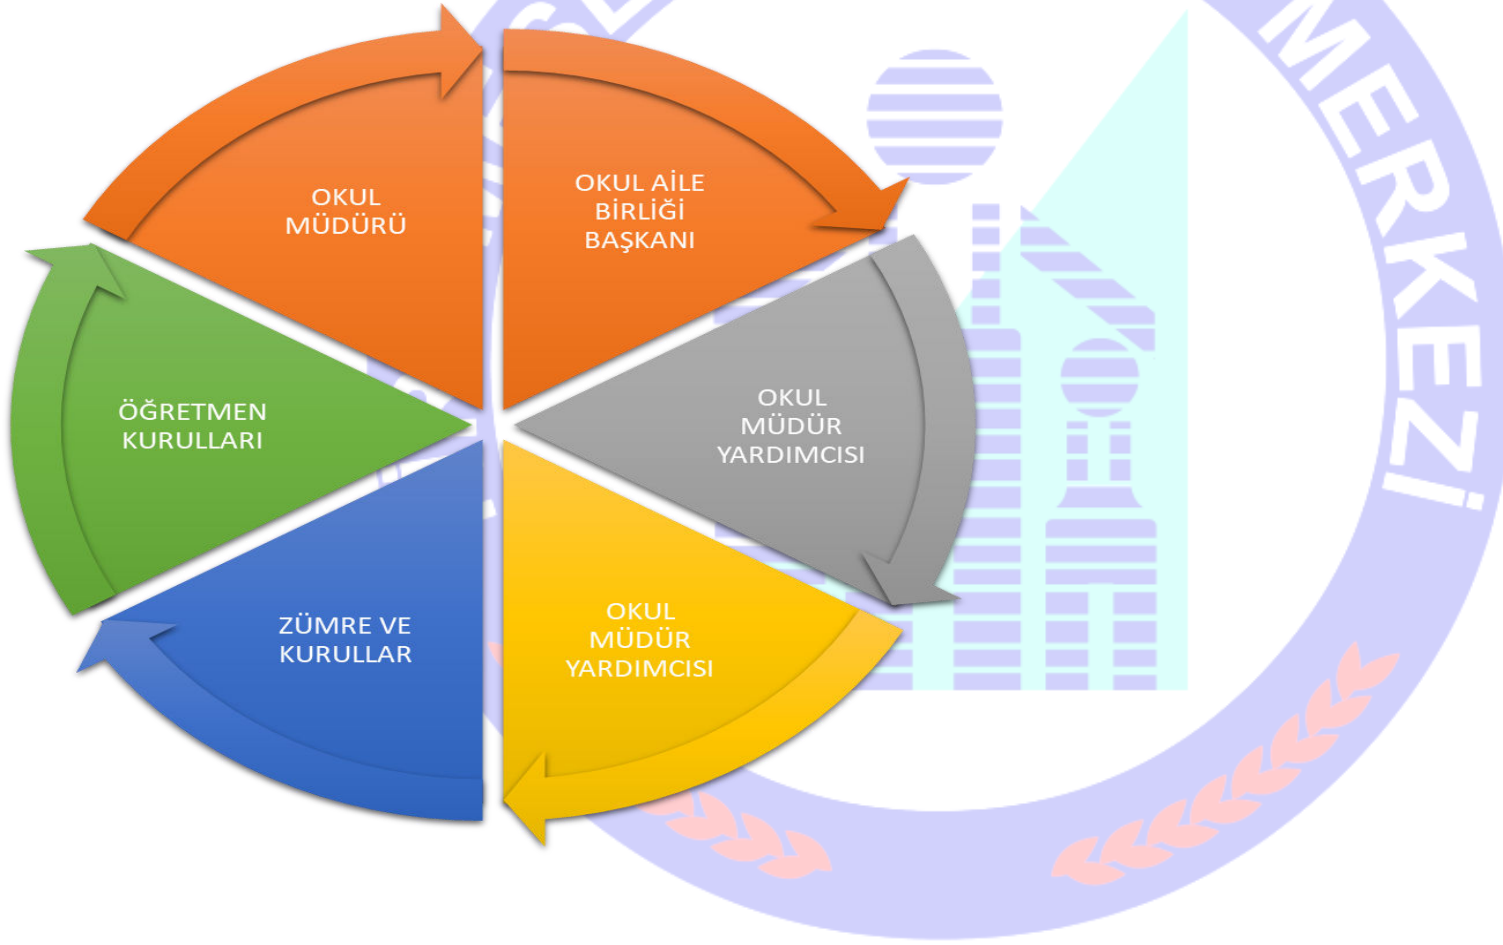 OKUL
MÜDÜRÜ
OKUL AİLE
BİRLİĞİ
BAŞKANI
OKUL
MÜDÜR
YARDIMCISI
OKUL
MÜDÜR
YARDIMCISI
ZÜMRE VE
KURULLAR
ÖĞRETMEN
KURULLARI
MERKEZİ